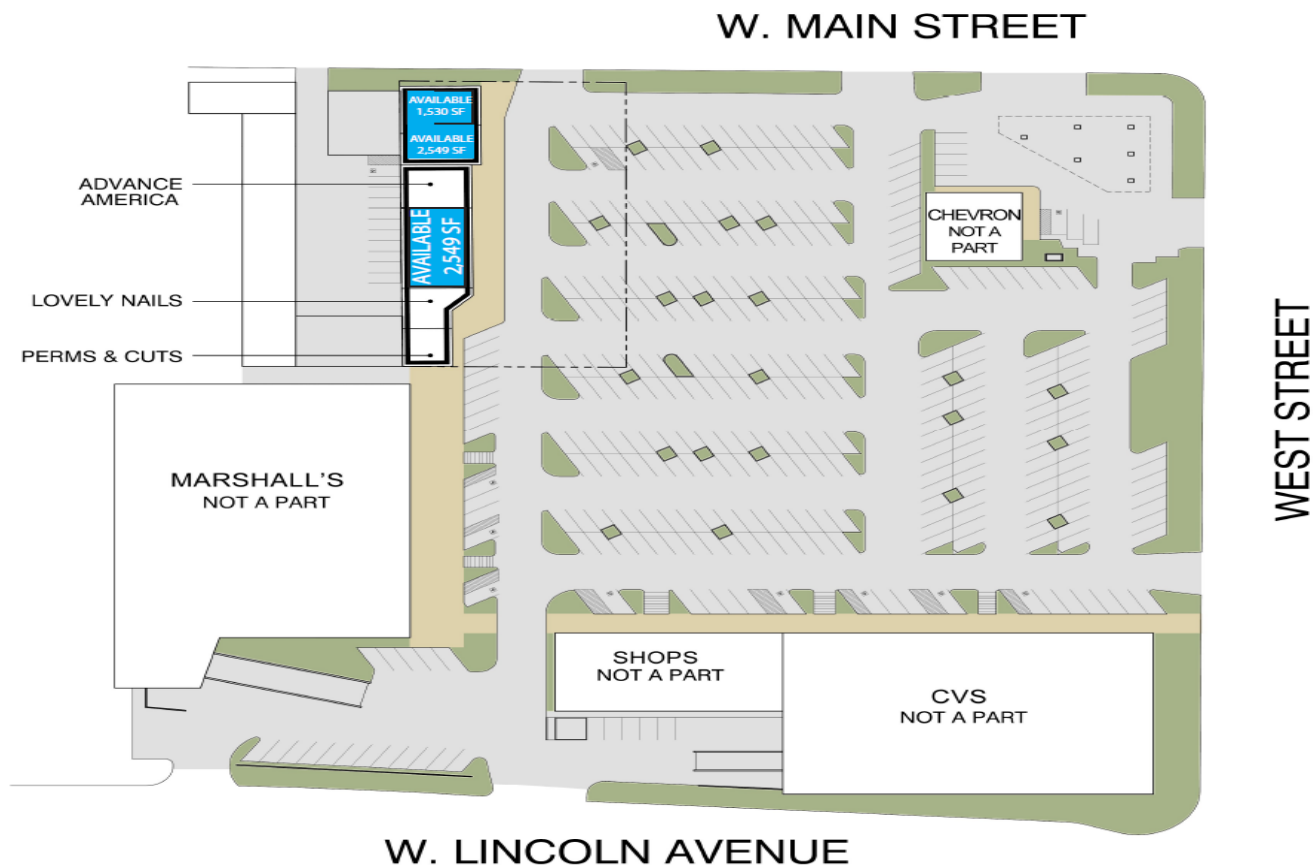 W. MAIN STREET
AVAILABLE
1,530 SF
AVAILABLE
2,549 SF
ADVANCE
AMERICA
AVAILABLE
2,549 SF
LOVELY NAILS
PERMS & CUTS
CHEVRON
NOT A
PART
WEST STREET
MARSHALL'S
NOT A PART
SHOPS
NOT A PART
CVS
NOT A PART
W. LINCOLN AVENUE